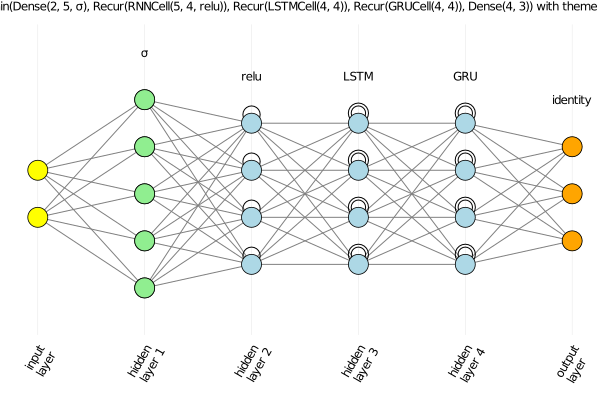 in(Dense(2, 5, σ), Recur(RNNCell(5, 4, relu)), Recur(LSTMCell(4, 4)), Recur(GRUCell(4, 4)), Dense(4, 3)) with theme
σ
relu
LSTM
GRU
identity
input
layer
hidden
layer 1
hidden
layer 2
hidden
layer 3
hidden
layer 4
output
layer